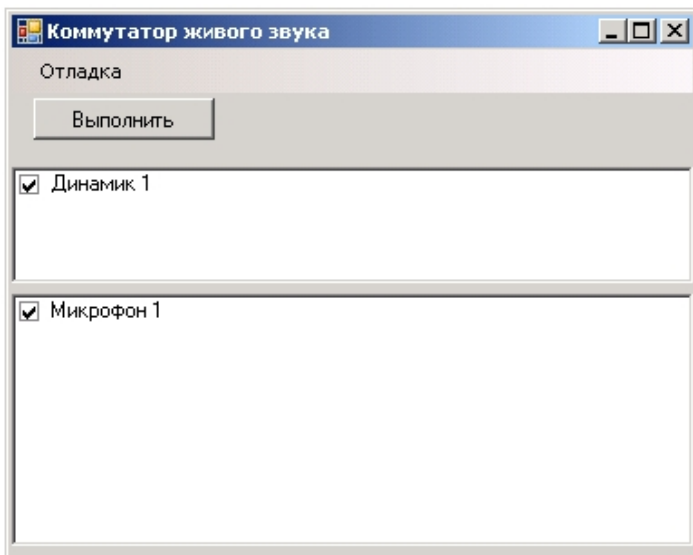 Коммутатор живого звука
Отладка
Выполнить
Динамик 1
Микрофон 1